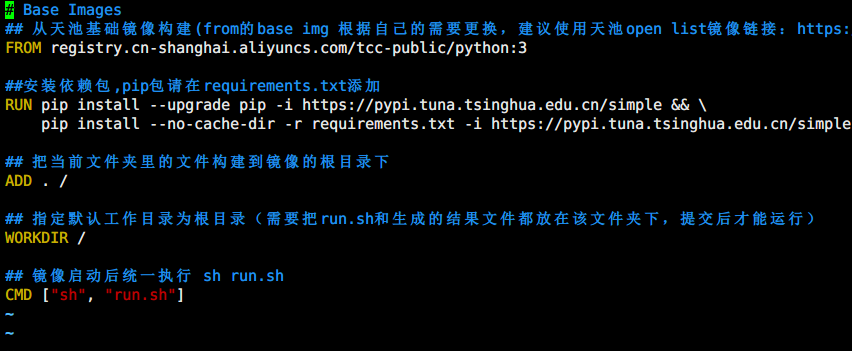 # Base Images
## 从天池基础镜像构建(from的base img 根据自己的需要更换，建议使用天池open list镜像链接：https:
FROM registry.cn-shanghai.aliyuncs.com/tcc-public/python:3
##安装依赖包,pip包请在requirements.txt添加
RUN pip install --upgrade pip -i https://pypi.tuna.tsinghua.edu.cn/simple && \
    pip install --no-cache-dir -r requirements.txt -i https://pypi.tuna.tsinghua.edu.cn/simple
## 把当前文件夹里的文件构建到镜像的根目录下
ADD . /
## 指定默认工作目录为根目录（需要把run.sh和生成的结果文件都放在该文件夹下，提交后才能运行）
WORKDIR /
## 镜像启动后统一执行 sh run.sh
CMD ["sh", "run.sh"]
~
~